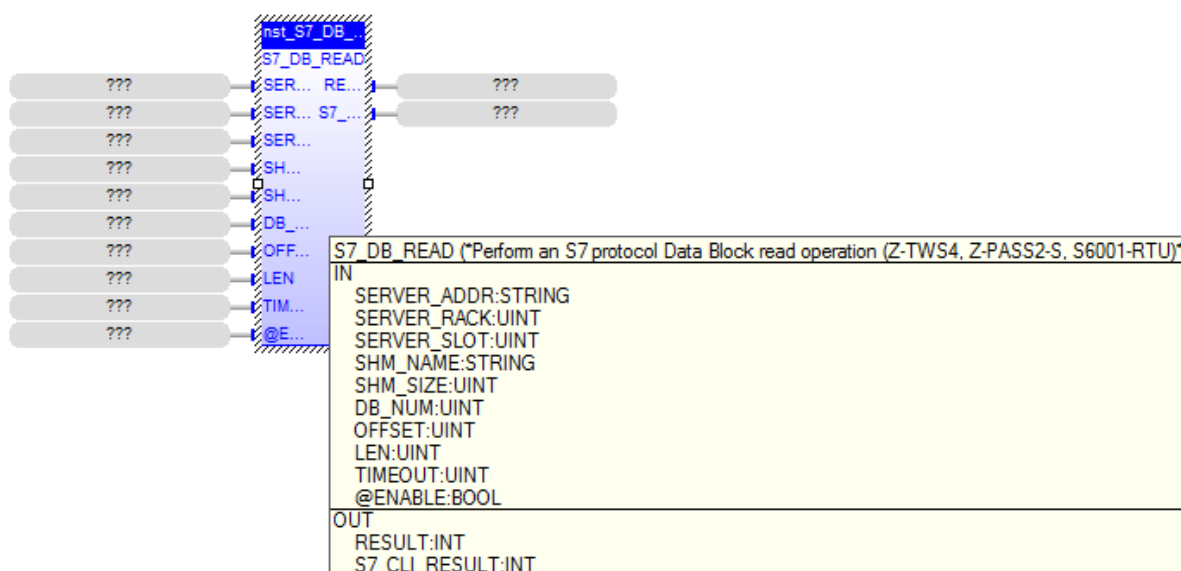 nst_S7_DB_...
S7_DB_READ
??? SER... RE... ???
??? SER... S7_... ???
??? SER...
??? SH...
??? SH...
??? DB_...
??? OFF...
??? LEN
??? TIM...
??? @E...
S7_DB_READ (*Perform an S7 protocol Data Block read operation (Z-TWS4, Z-PASS2-S, S6001-RTU)*
IN
SERVER_ADDR:STRING
SERVER_RACK:UINT
SERVER_SLOT:UINT
SHM_NAME:STRING
SHM_SIZE:UINT
DB_NUM:UINT
OFFSET:UINT
LEN:UINT
TIMEOUT:UINT
@ENABLE:BOOL
OUT
RESULT:INT
S7_CLI_RESULT:INT